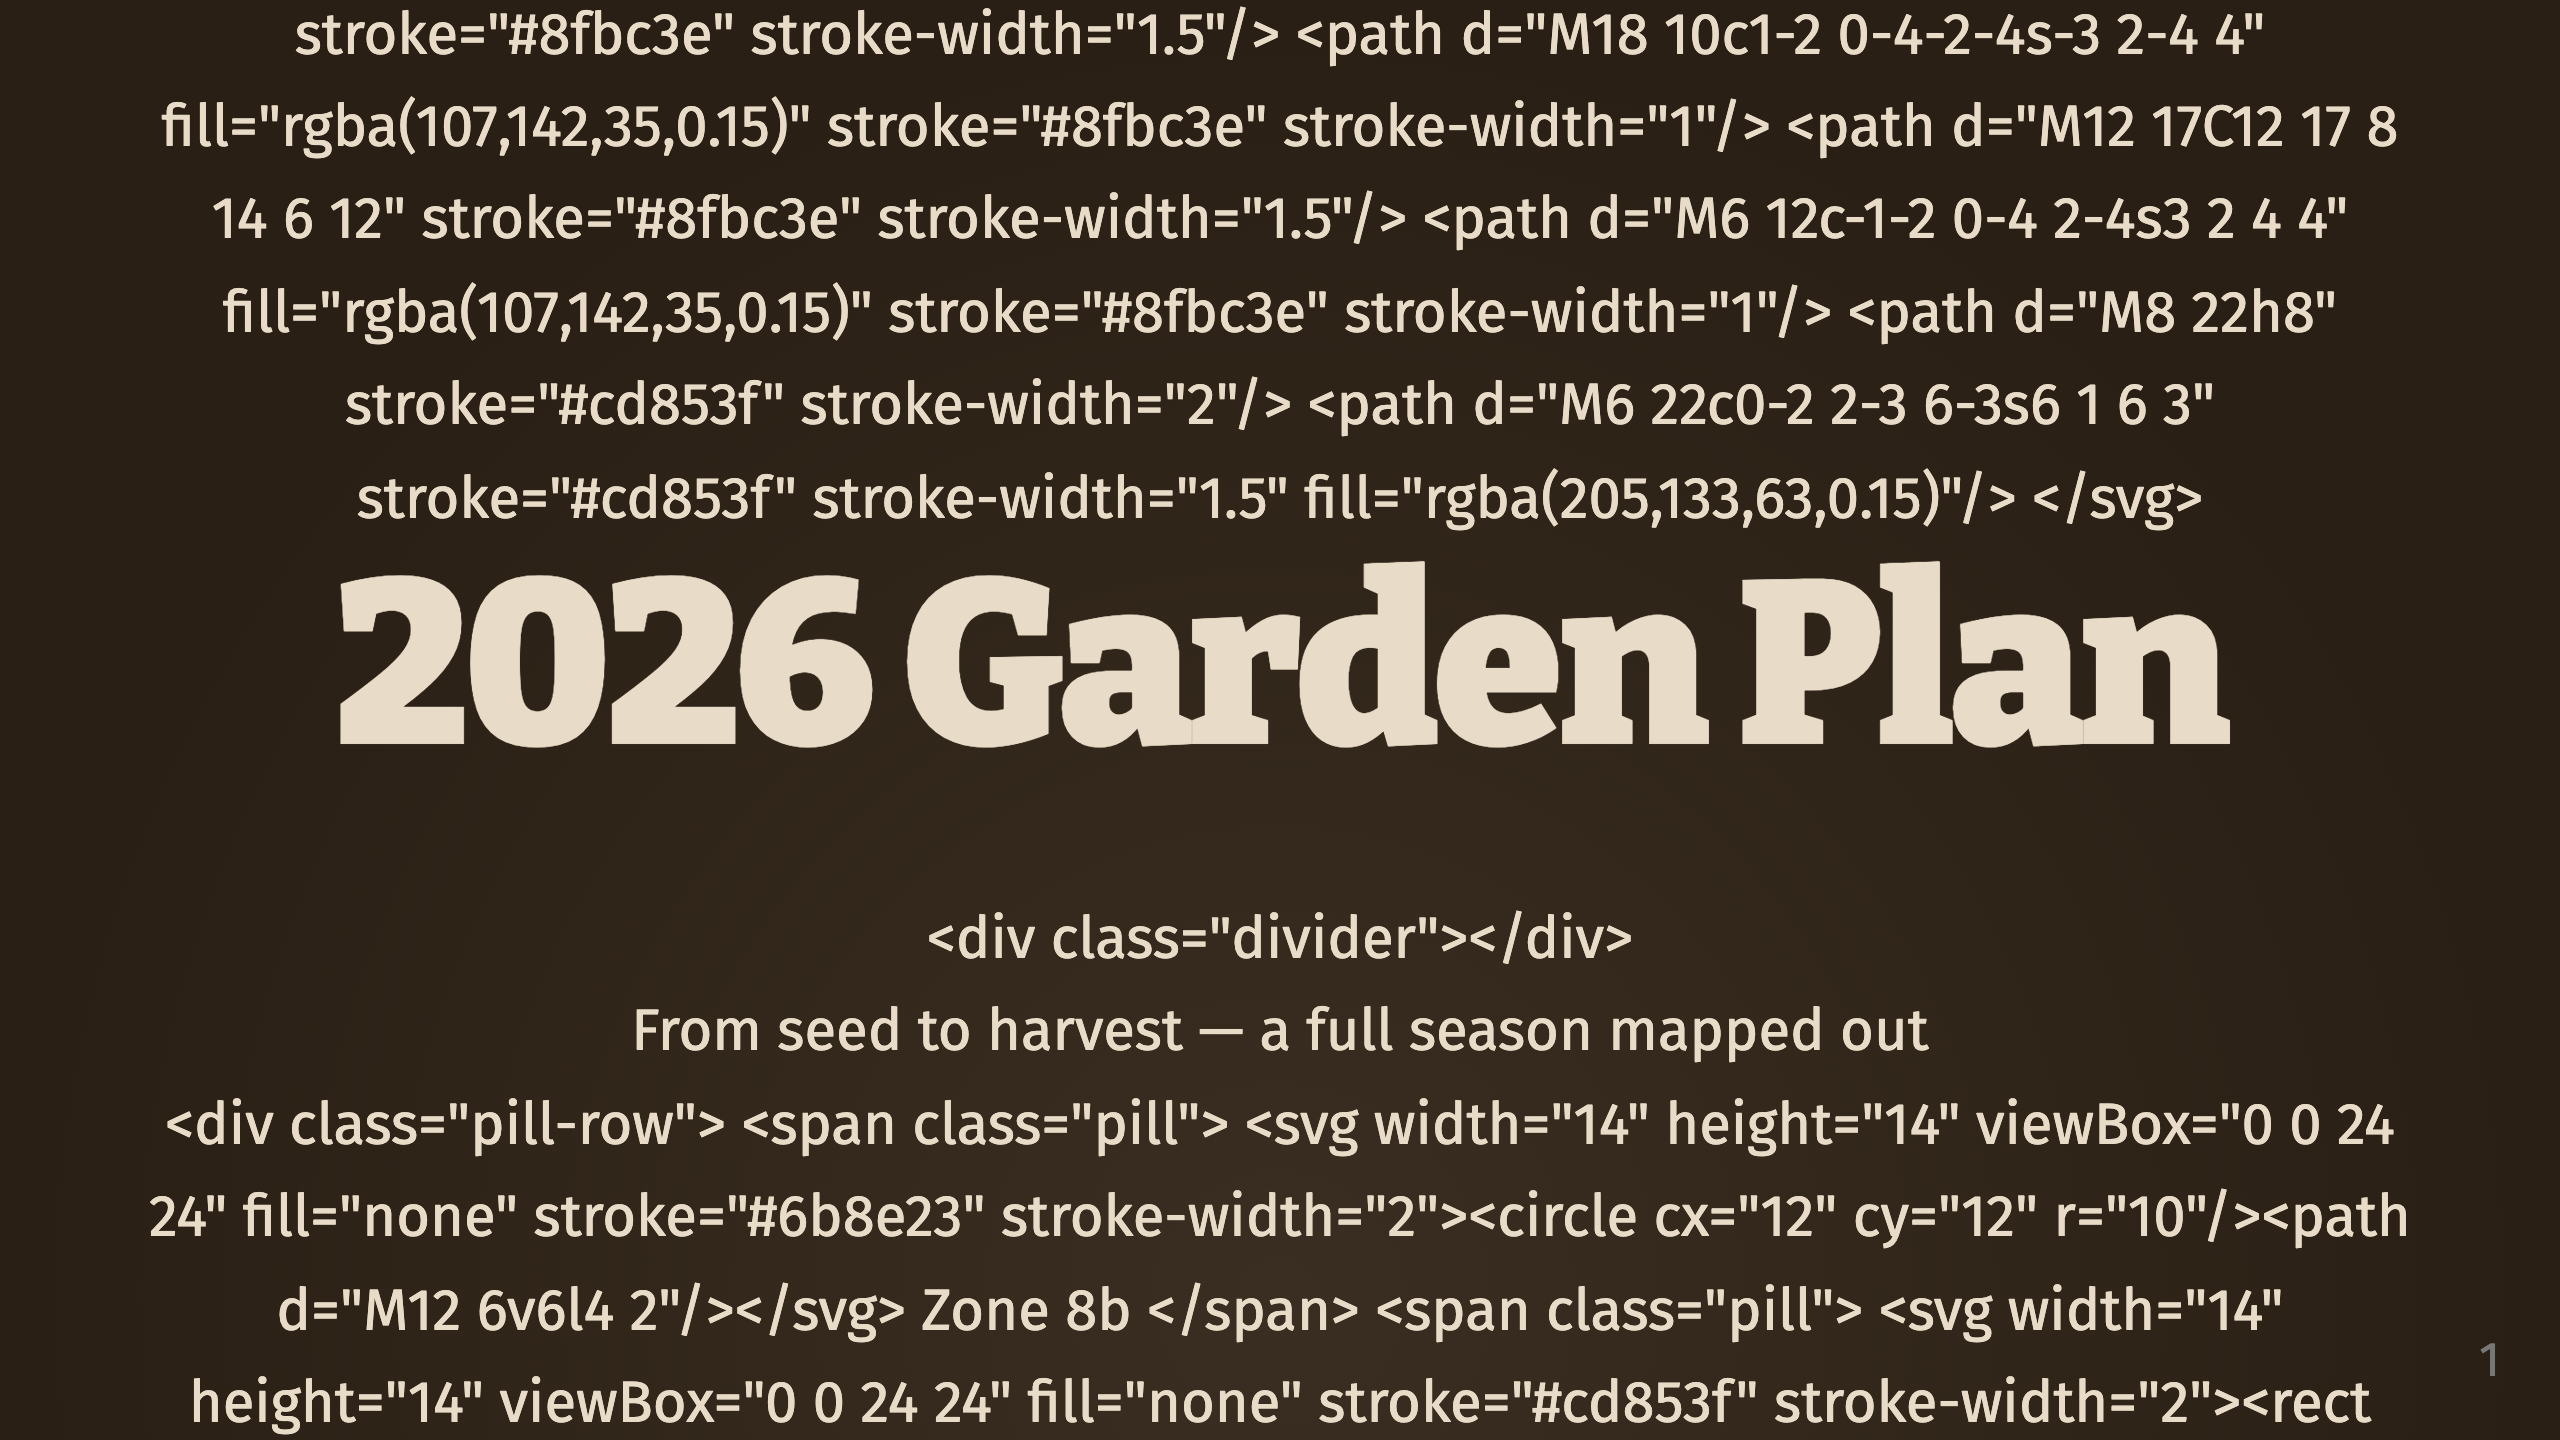 stroke="#8fbc3e" stroke-width="1.5"/> <path d="M18 10c1-2 0-4-2-4s-3 2-4 4"
fill="rgba(107,142,35,0.15)" stroke="#8fbc3e" stroke-width="1"/> <path d="M12 17C12 17 8
14 6 12" stroke="#8fbc3e" stroke-width="1.5"/> <path d="M6 12c-1-2 0-4 2-4s3 2 4 4"
fill="rgba(107,142,35,0.15)" stroke="#8fbc3e" stroke-width="1"/> <path d="M8 22h8"
stroke="#cd853f" stroke-width="2"/> <path d="M6 22c0-2 2-3 6-3s6 1 6 3"
stroke="#cd853f" stroke-width="1.5" fill="rgba(205,133,63,0.15)"/> </svg>
2026 Garden Plan
<div class="divider"></div>
From seed to harvest — a full season mapped out
<div class="pill-row"> <span class="pill"> <svg width="14" height="14" viewBox="0 0 24
24" fill="none" stroke="#6b8e23" stroke-width="2"><circle cx="12" cy="12" r="10"/><path
d="M12 6v6l4 2"/></svg> Zone 8b </span> <span class="pill"> <svg width="14"
height="14" viewBox="0 0 24 24" fill="none" stroke="#cd853f" stroke-width="2"><rect
1